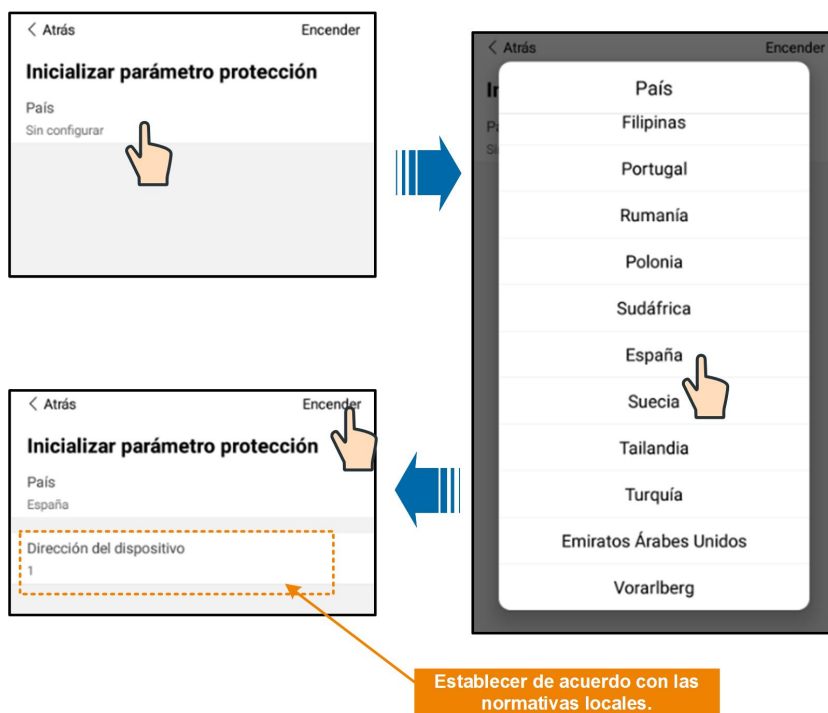 Atrás
Encender
Inicializar parámetro protección
País
Sin configurar
Atrás
Encender
País
Filipinas
Portugal
Rumanía
Polonia
Sudáfrica
España
Suecia
Tailandia
Turquía
Emiratos Árabes Unidos
Vorarlberg
Atrás
Encender
Inicializar parámetro protección
País
España
Dirección del dispositivo
1
Establecer de acuerdo con las
normativas locales.